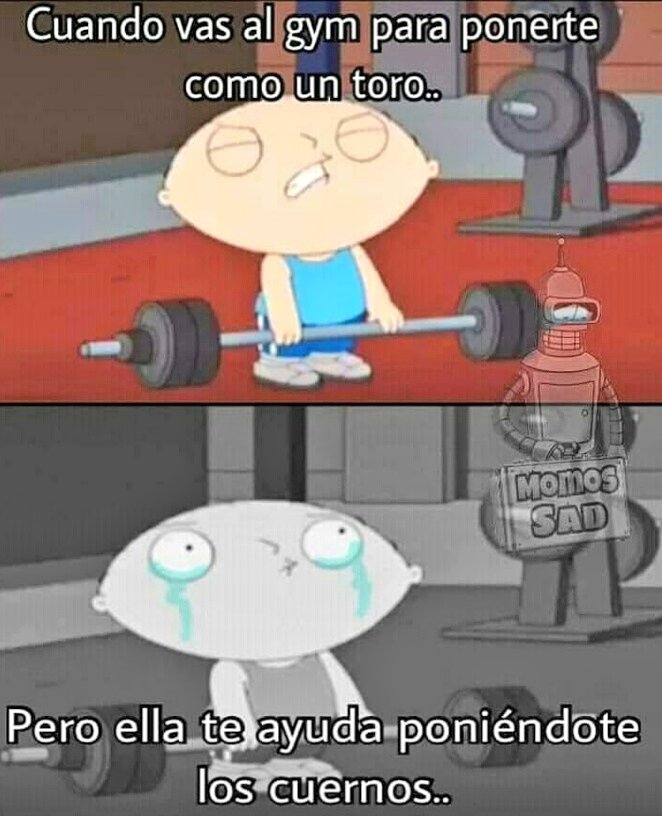 Cuando vas al gym para ponerte
como un toro..
MOMOS
SAD
Pero ella te ayuda poniéndote
los cuernos..